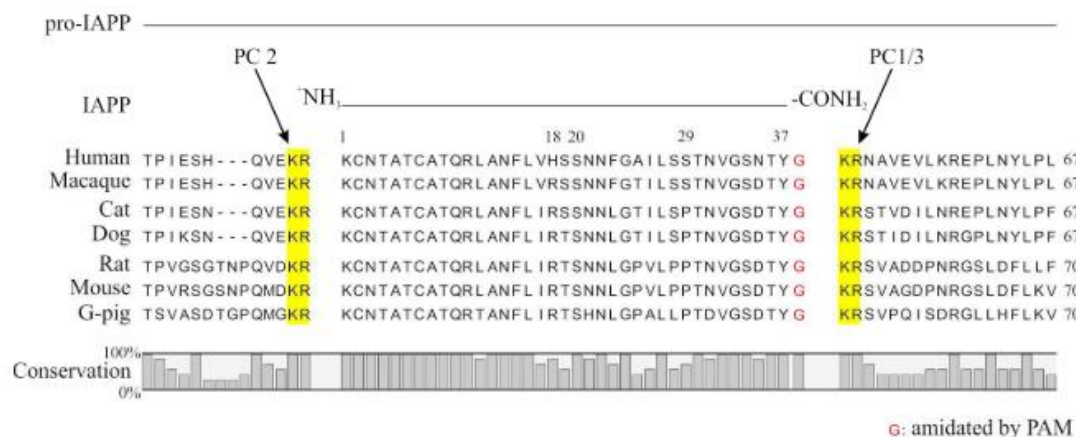 pro-IAPP
PC 2 PC1/3
IAPP ⁺NH₃ -CONH₂
1 18 20 29 37
Human TPIESH---QVEKR KCNTATCATQRLANFLVHSSNNFGAILSSTNVGSNTYG KRNAVEVLKREPLNYLPL 67
Macaque TPIESH---QVEKR KCNTATCATQRLANFLVRSSNNFGTILSSTNVGSDTYG KRNAVEVLKREPLNYLPL 67
Cat TPIESN---QVEKR KCNTATCATQRLANFLIRSSNNLGTILSPTNVGSDTYG KRSTVDILNREPLNYLPF 67
Dog TPIKSN---QVEKR KCNTATCATQRLANFLIRTSNNLGTILSPTNVGSDTYG KRSTIDILNRGPLNYLPF 67
Rat TPVGSGTNPQVDKR KCNTATCATQRLANFLIRTSNNLGPVLPPTNVGSDTYG KRSVADDPNRGSLDFLLF 70
Mouse TPVRSGSNPQMDKR KCNTATCATQRLANFLIRTSNNLGPVLPPTNVGSDTYG KRSVAGDPNRGSLDFLKV 70
G-pig TSVASDTGPQMGKR KCNTATCATQRTANFLIRTSHNLGPALLPTDVGSDTYG KRSVPQISDRGLLHFLKV 70
100%
Conservation
0%
G: amidated by PAM